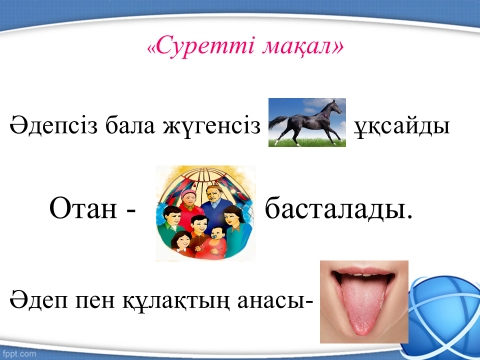 «Суретті мақал»
Әдепсіз бала жүгенсіз ұқсайды
Отан - басталады.
Әдеп пен құлақтың анасы-
fppt.com